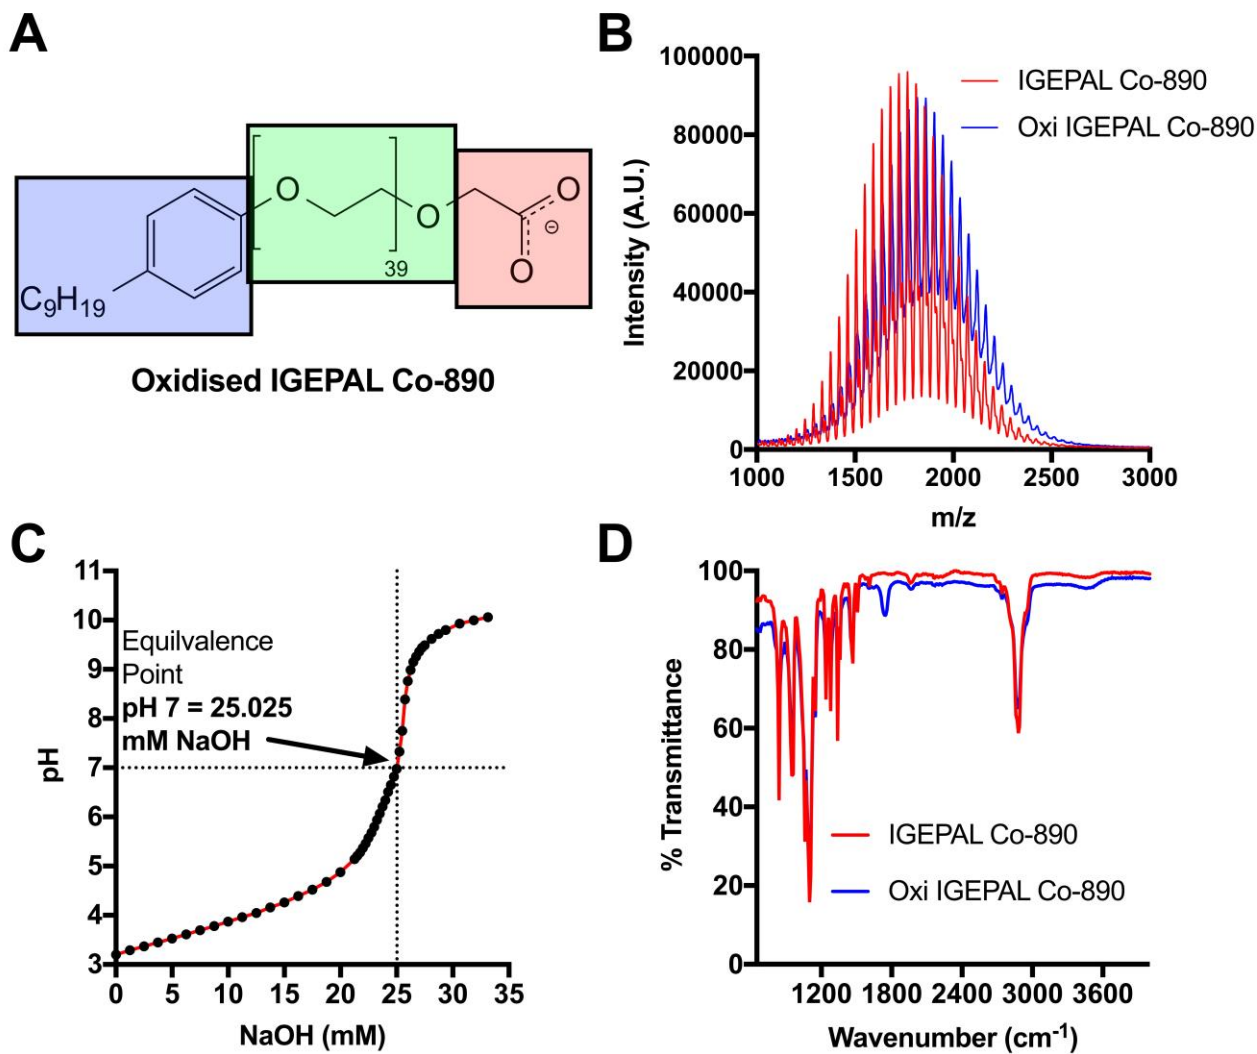 A
O
O
O
O
39
C9H19
Oxidised IGEPAL Co-890
B
100000
80000
60000
40000
20000
0
Intensity (A.U.)
IGEPAL Co-890
Oxi IGEPAL Co-890
1000 1500 2000 2500 3000
m/z
C
11
10
9
8
7
6
5
4
3
pH
Equilvalence
Point
pH 7 = 25.025
mM NaOH
0 5 10 15 20 25 30 35
NaOH (mM)
D
100
80
60
40
20
0
% Transmittance
IGEPAL Co-890
Oxi IGEPAL Co-890
1200 1800 2400 3000 3600
Wavenumber (cm-1)